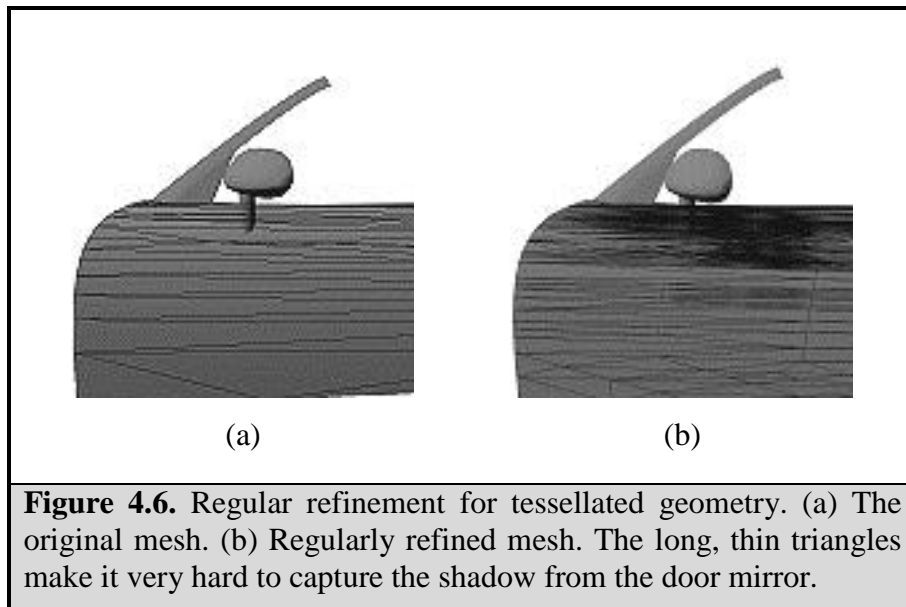 (a)
(b)
Figure 4.6. Regular refinement for tessellated geometry. (a) The
original mesh. (b) Regularly refined mesh. The long, thin triangles
make it very hard to capture the shadow from the door mirror.